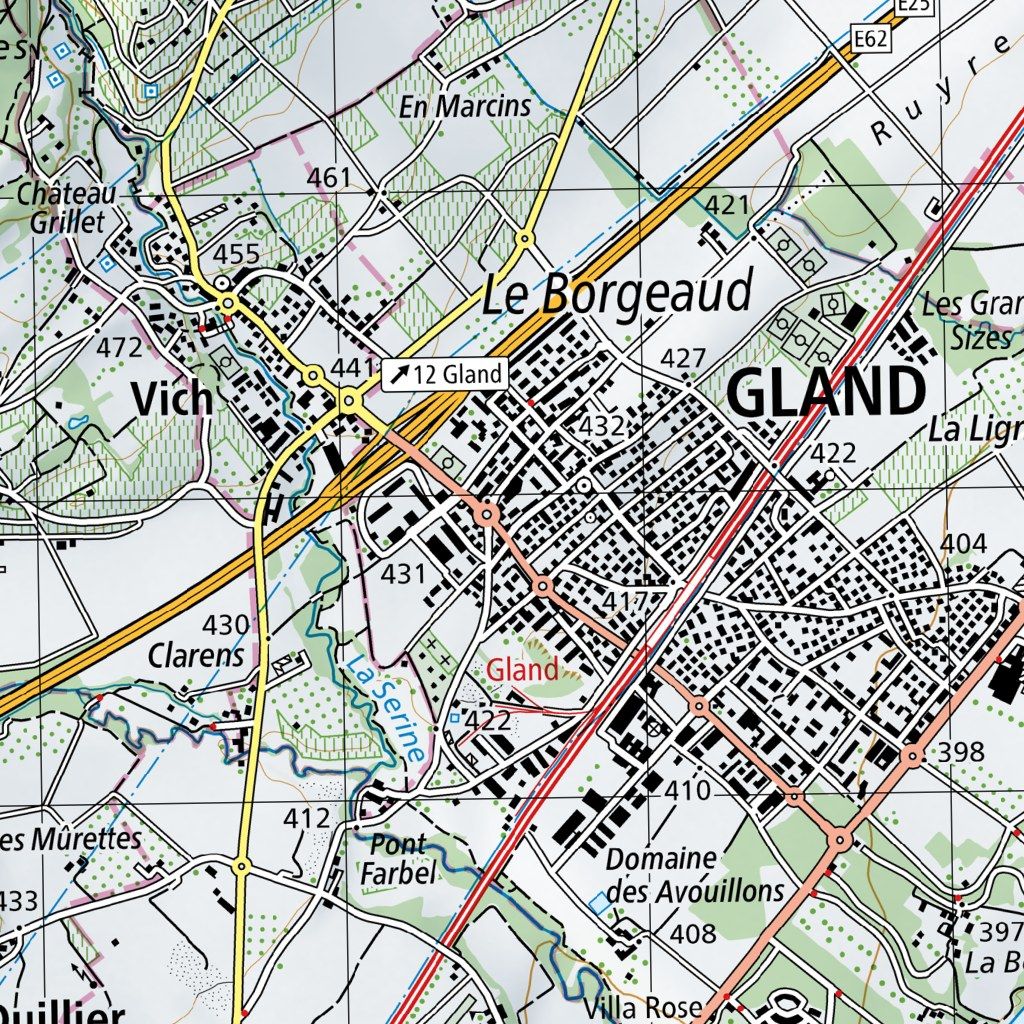 E25
E62
En Marcins
Ruyre
461
Château
Grillet
421
455
Le Borgeaud
Les Gran
Sizes
472
441
12 Gland
427
Vich
GLAND
432
La Lign
422
404
431
417
430
Clarens
La Serine
Gland
422
398
410
412
es Mûrettes
Pont
Farbel
Domaine
des Avouillons
433
408
397
La B
Villa Rose
Duillier